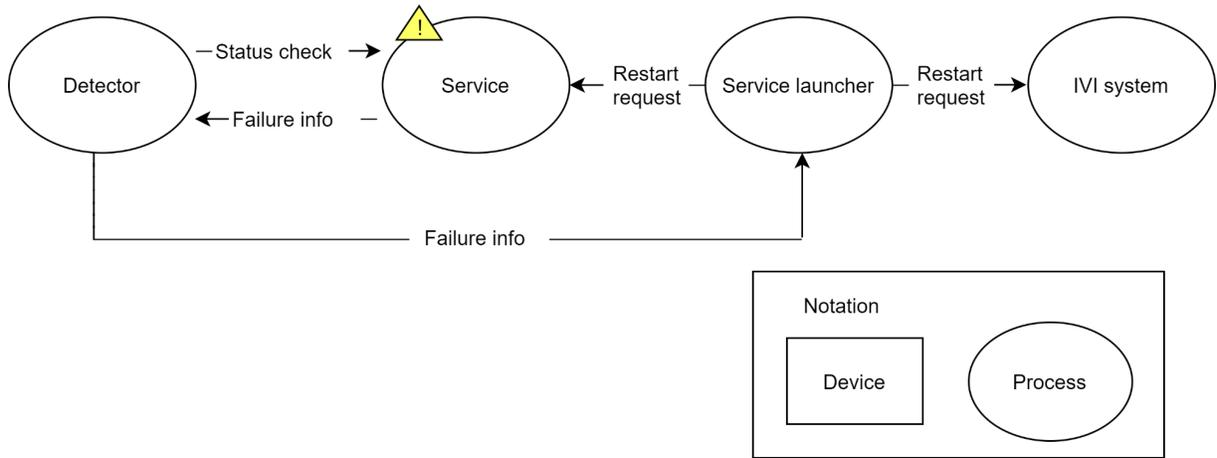 Detector
Status check
!
Service
Restart
request
Service launcher
Restart
request
IVI system
Failure info
Failure info
Notation
Device
Process